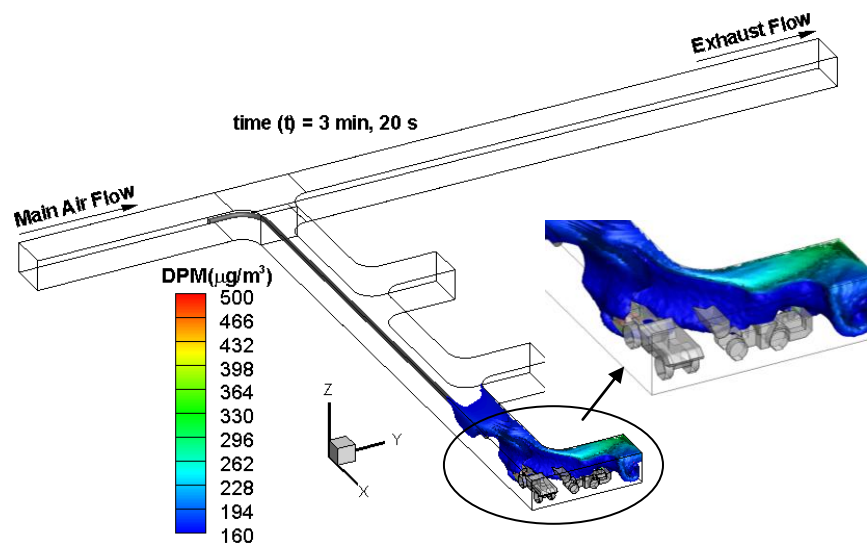 Exhaust Flow
time (t) = 3 min, 20 s
Main Air Flow
DPM(μg/m³)
500
466
432
398
364
330
296
262
228
194
160
Z
Y
X